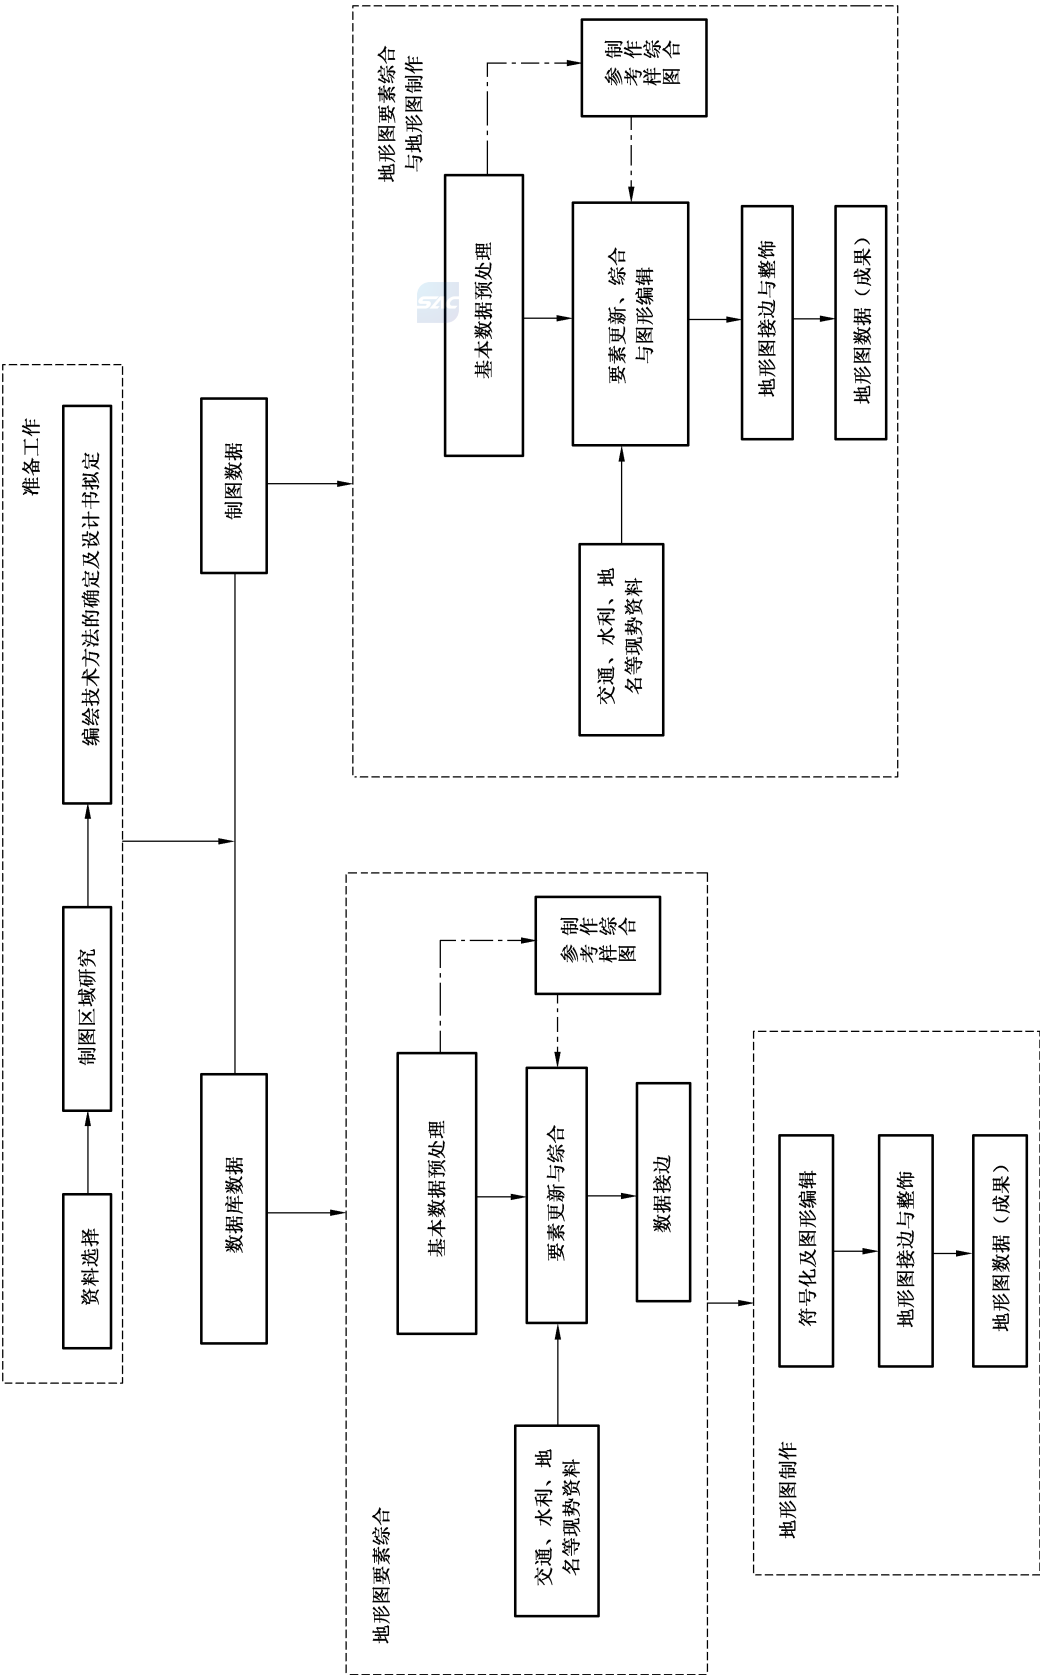 准备工作
资料选择
制图区域研究
编绘技术方法的确定及设计书拟定
数据库数据
制图数据
地形图要素综合
基本数据预处理
制作综合
参考样图
交通、水利、地
名等现势资料
要素更新与综合
数据接边
地形图制作
符号化及图形编辑
地形图接边与整饰
地形图数据（成果）
地形图要素综合
与地形图制作
基本数据预处理
制作综合
参考样图
交通、水利、地
名等现势资料
要素更新、综合
与图形编辑
地形图接边与整饰
地形图数据（成果）
SAC